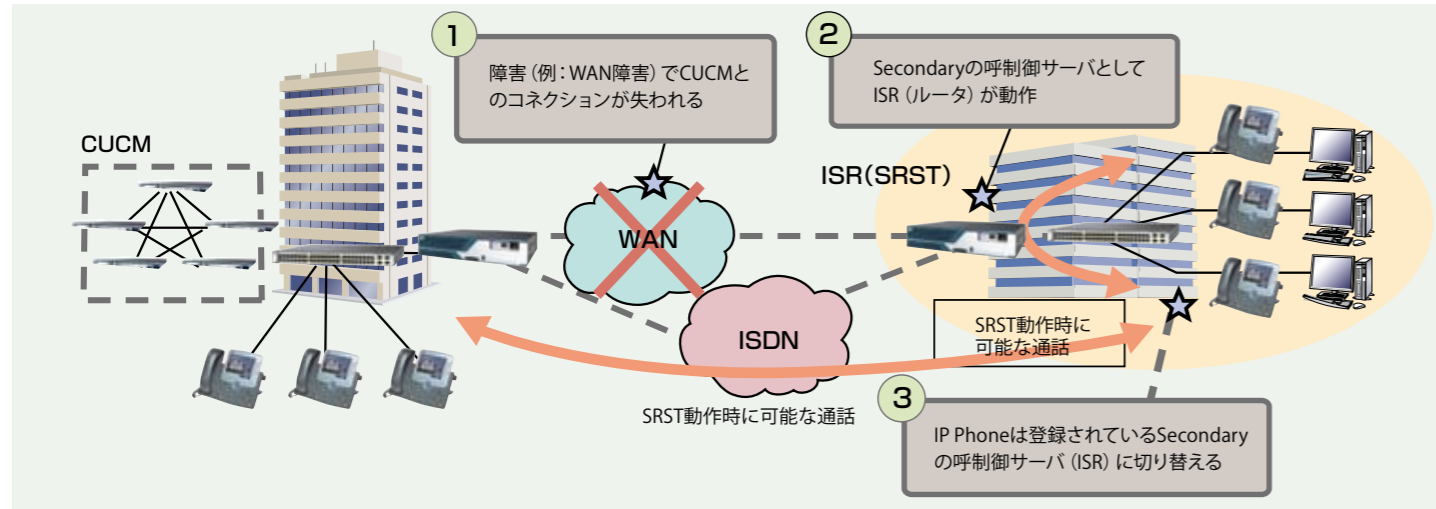 1
障害（例：WAN障害）でCUCMと
のコネクションが失われる
2
Secondaryの呼制御サーバとして
ISR（ルータ）が動作
CUCM
ISR（SRST）
WAN
ISDN
SRST動作時に
可能な通話
SRST動作時に可能な通話
3
IP Phoneは登録されているSecondary
の呼制御サーバ（ISR）に切り替える